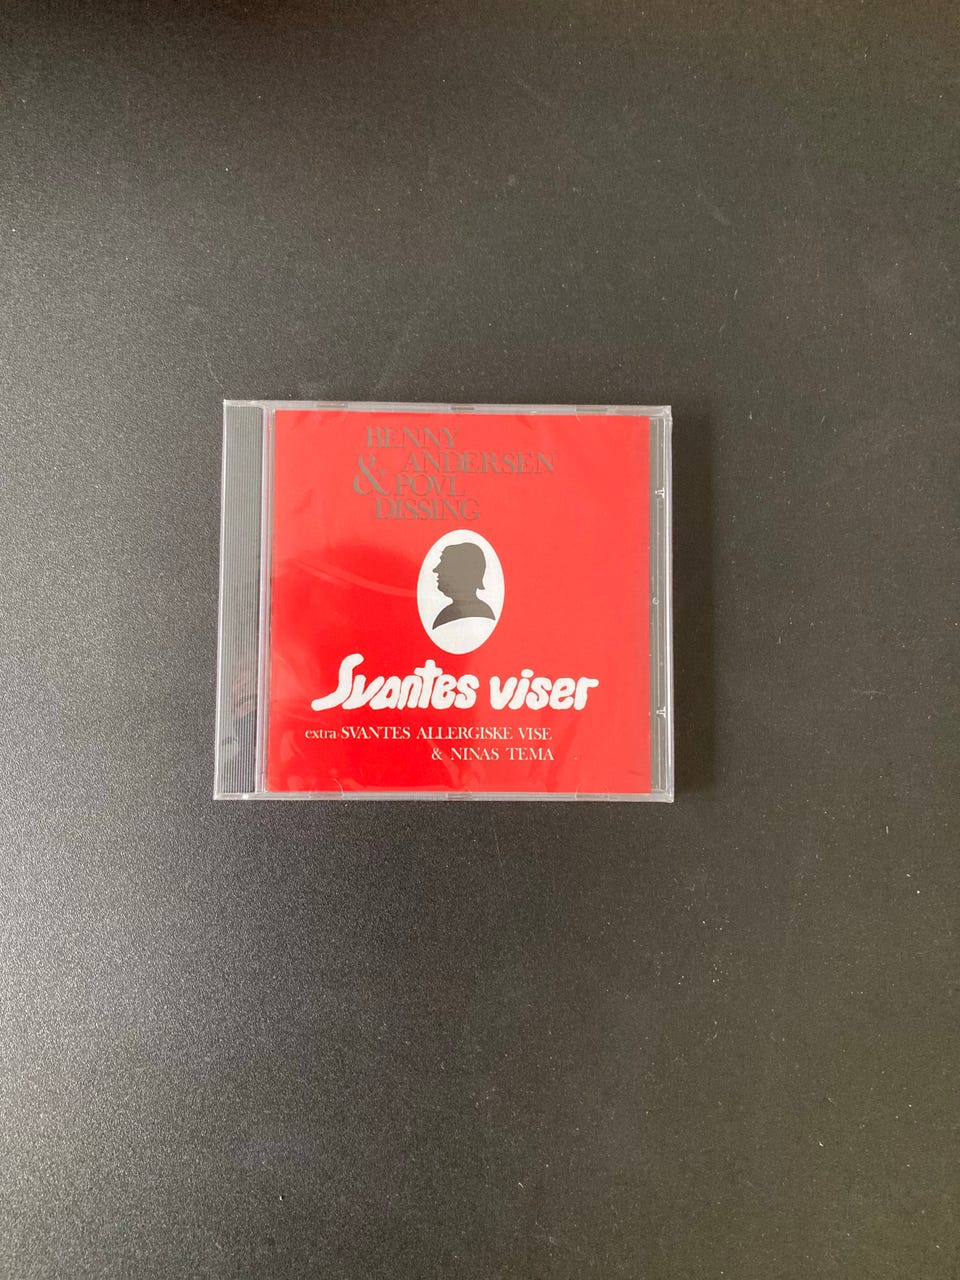 BENNY
ANDERSEN
& POVL
DISSING
Svantes viser
extra: SVANTES ALLERGISKE VISE
& NINAS TEMA